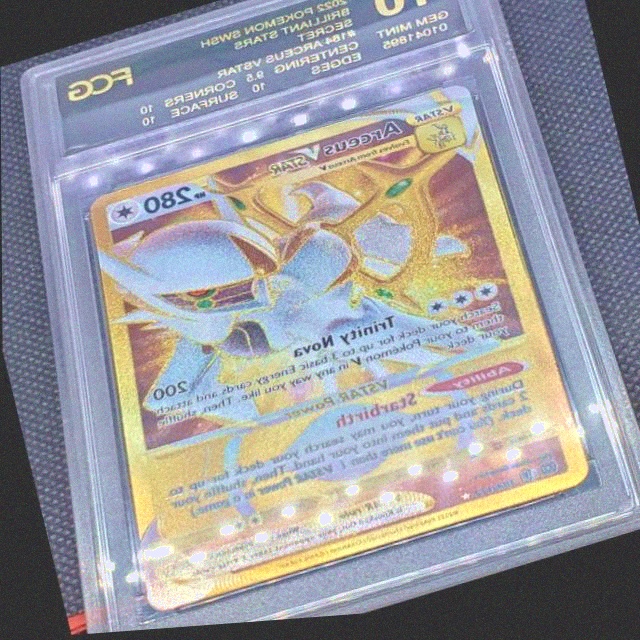 2022 POKEMON SWSH
BRILLIANT STARS
SECRET
#184 ARCEUS VSTAR
CENTERING 9.5 CORNERS 10
EDGES 10 SURFACE 10
10
GEM MINT
01041895
FCG
VSTAR
Arceus VSTAR
Evolves from Arceus V
HP 280
Trinity Nova 200
Search your deck for up to 3 basic Energy cards and attach
them to your Pokémon V in any way you like. Then, shuffle
your deck.
VSTAR Power
Ability Starbirth
During your turn, you may search your deck for up to
2 cards and put them into your hand. Then, shuffle your
deck. (You can't use more than 1 VSTAR Power in a game.)